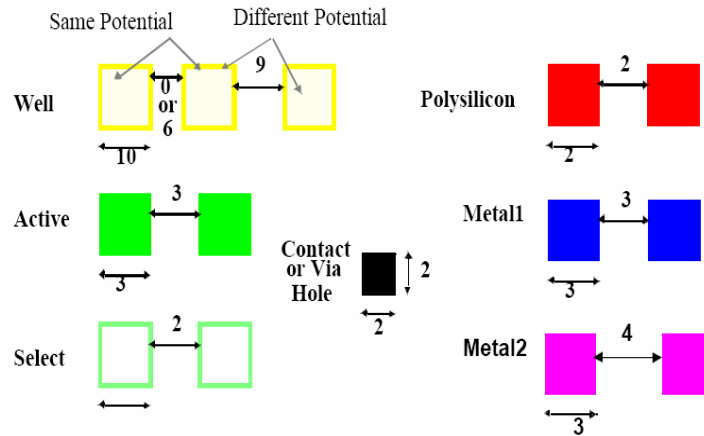 Same Potential
Different Potential
Well
0
or
6
9
10
Polysilicon
2
2
Active
3
3
Metal1
3
3
Contact
or Via
Hole
2
2
Select
2
Metal2
4
3